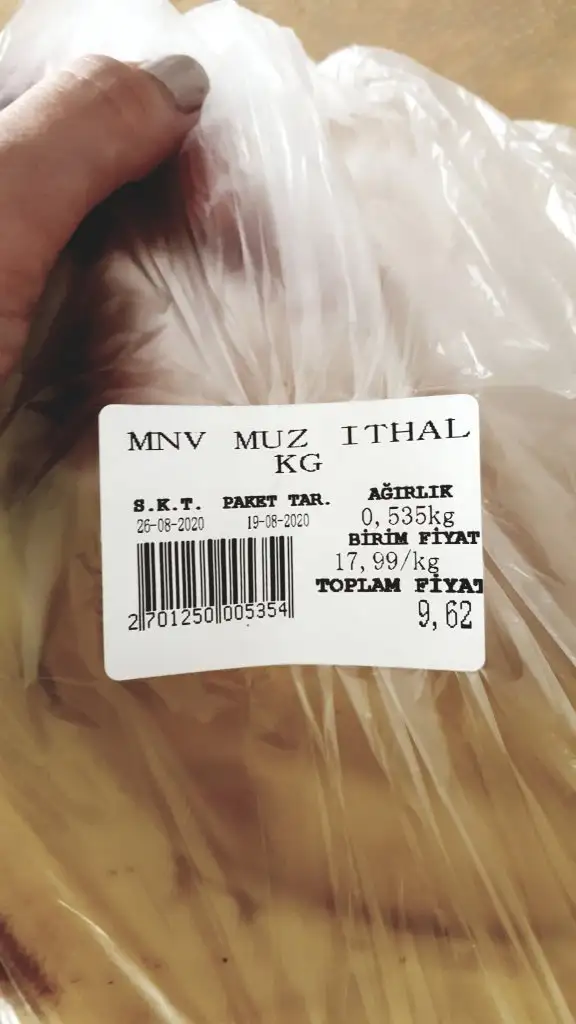 MNV MUZ ITHAL
KG
S.K.T. PAKET TAR. AĞIRLIK
26-08-2020 19-08-2020 0,535kg
BİRİM FİYAT
17,99/kg
TOPLAM FİYAT
9,62
2 701250 005354